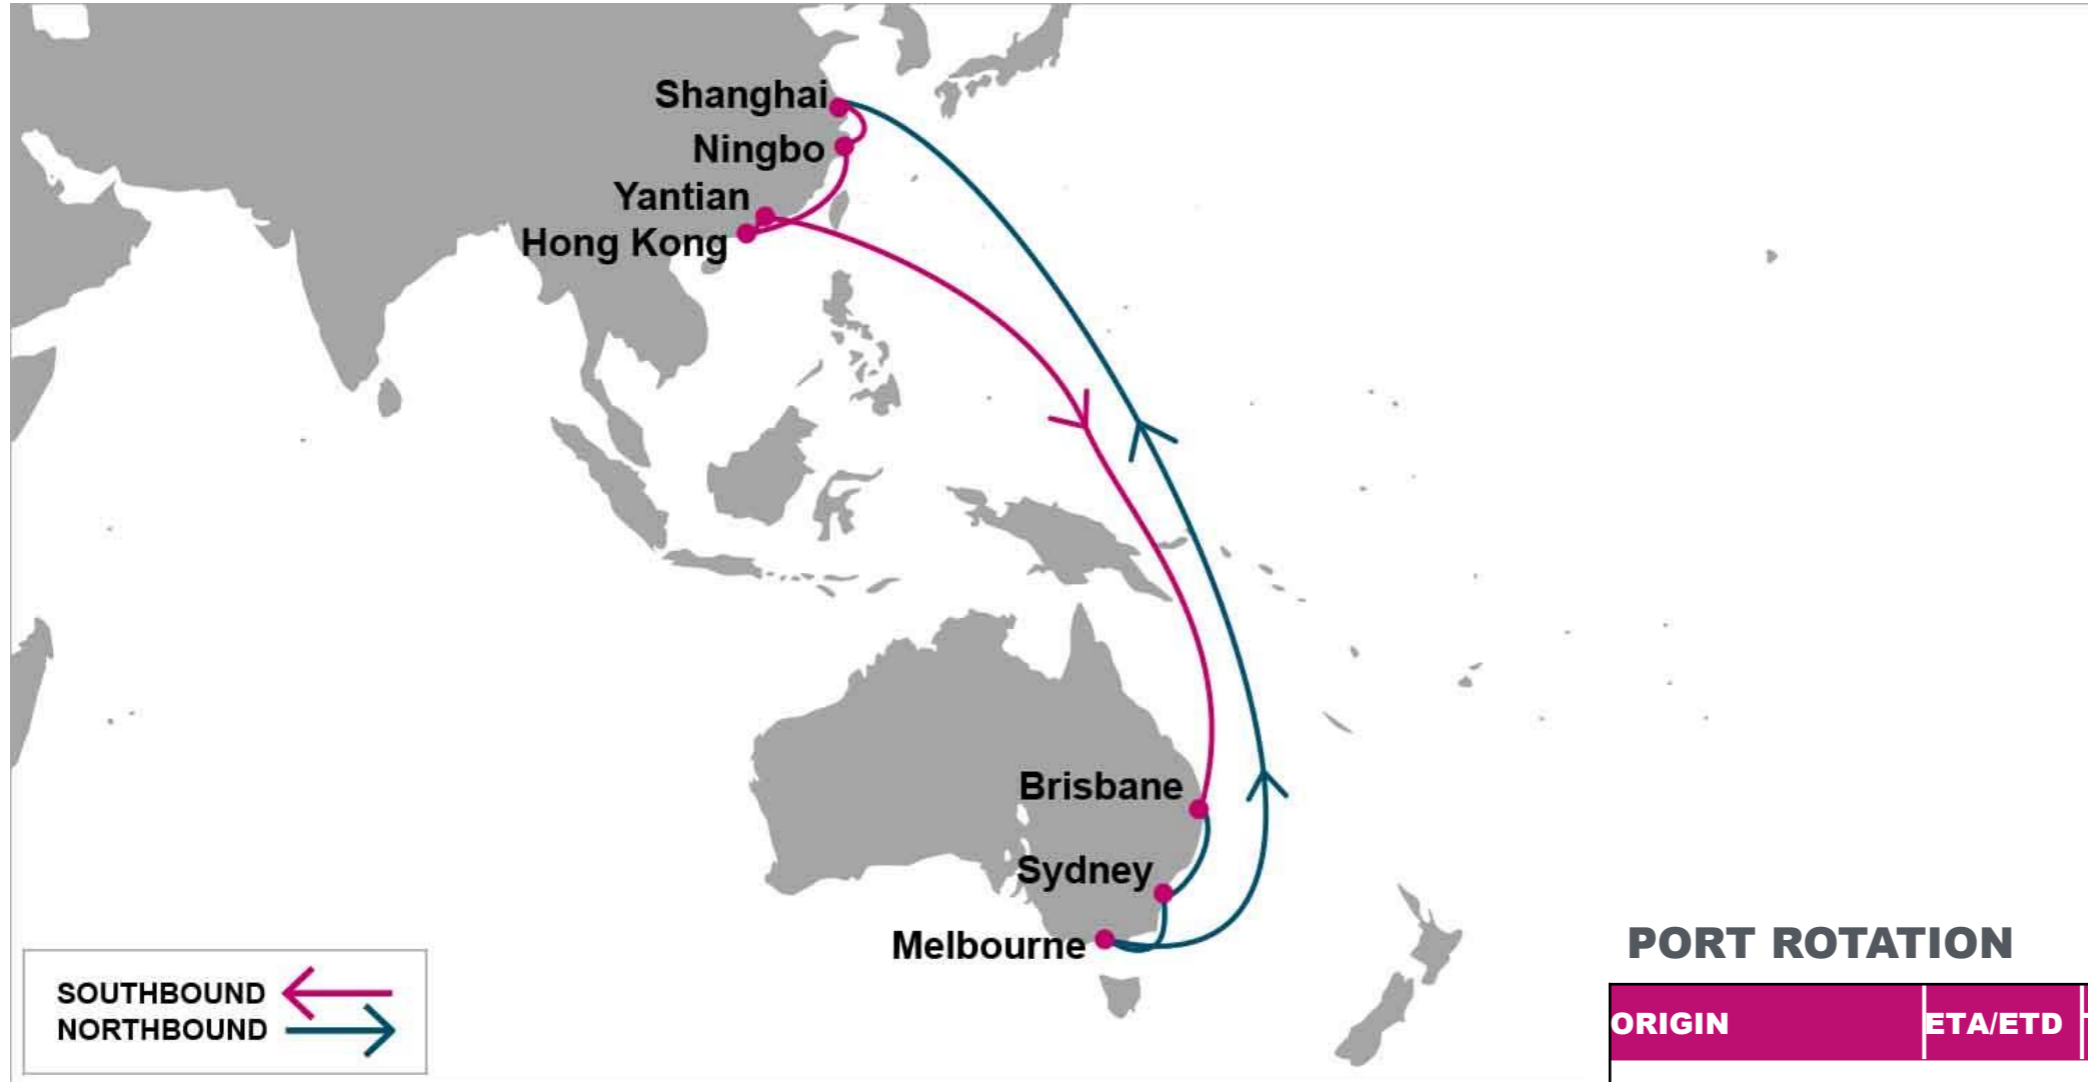 Shanghai
Ningbo
Yantian
Hong Kong
Brisbane
Sydney
Melbourne
SOUTHBOUND
NORTHBOUND
PORT ROTATION
ORIGIN ETA/ETD